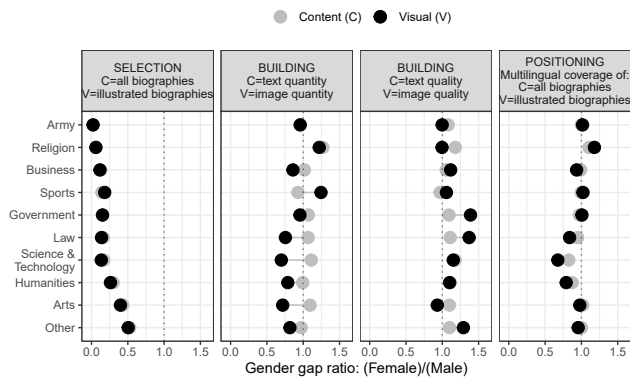 Content (C) Visual (V)
SELECTION
C=all biographies
V=illustrated biographies
BUILDING
C=text quantity
V=image quantity
BUILDING
C=text quality
V=image quality
POSITIONING
Multilingual coverage of:
C=all biographies
V=illustrated biographies
Army
Religion
Business
Sports
Government
Law
Science &
Technology
Humanities
Arts
Other
0.0 0.5 1.0 1.5 0.0 0.5 1.0 1.5 0.0 0.5 1.0 1.5 0.0 0.5 1.0 1.5
Gender gap ratio: (Female)/(Male)